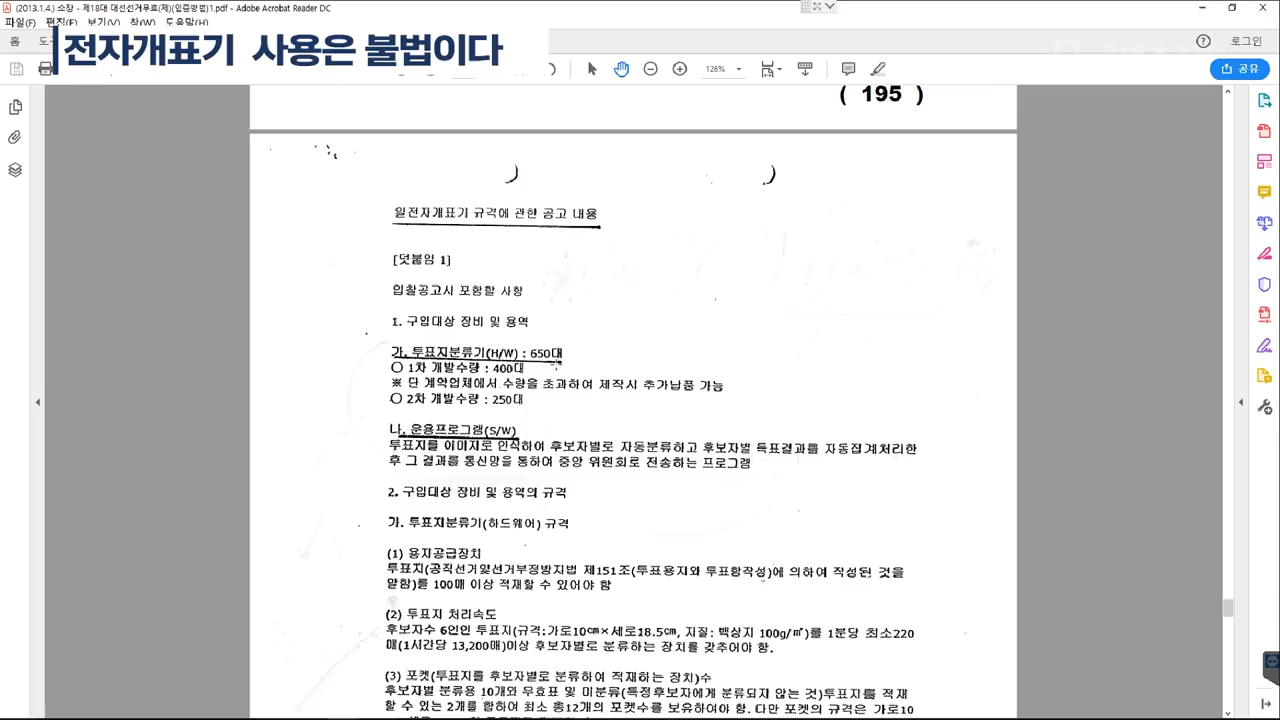 (2013.1.4.) 소장 - 제18대 대선선거무효(제)(입증방법)1.pdf - Adobe Acrobat Reader DC
파일(F) 편집(E) 보기(V) 창(W) 도움말(H)
홈
로그인
전자개표기 사용은 불법이다
126%
공유
( 195 )
일전자개표기 규격에 관한 공고 내용
[덧붙임 1]
입찰공고시 포함할 사항
1. 구입대상 장비 및 용역
가. 투표지분류기(H/W) : 650대
○ 1차 개발수량 : 400대
※ 단 계약업체에서 수량을 초과하여 제작시 추가납품 가능
○ 2차 개발수량 : 250대
나. 운용프로그램(S/W)
투표지를 이미지로 인식하여 후보자별로 자동분류하고 후보자별 득표결과를 자동집계처리한
후 그 결과를 통신망을 통하여 중앙 위원회로 전송하는 프로그램
2. 구입대상 장비 및 용역의 규격
가. 투표지분류기(하드웨어) 규격
(1) 용지공급장치
투표지(공직선거및선거부정방지법 제151조(투표용지와 투표함작성)에 의하여 작성된 것을
말함)를 100매 이상 적재할 수 있어야 함
(2) 투표지 처리속도
후보자수 6인인 투표지(규격:가로10㎝×세로18.5㎝, 지질: 백상지 100g/㎡)를 1분당 최소220
매(1시간당 13,200매)이상 후보자별로 분류하는 장치를 갖추어야 함.
(3) 포켓(투표지를 후보자별로 분류하여 적재하는 장치)수
후보자별 분류용 10개와 무효표 및 미분류(특정후보자에게 분류되지 않는 것)투표지를 적재
할 수 있는 2개를 합하여 최소 총12개의 포켓수를 보유하여야 함. 다만 포켓의 규격은 가로10